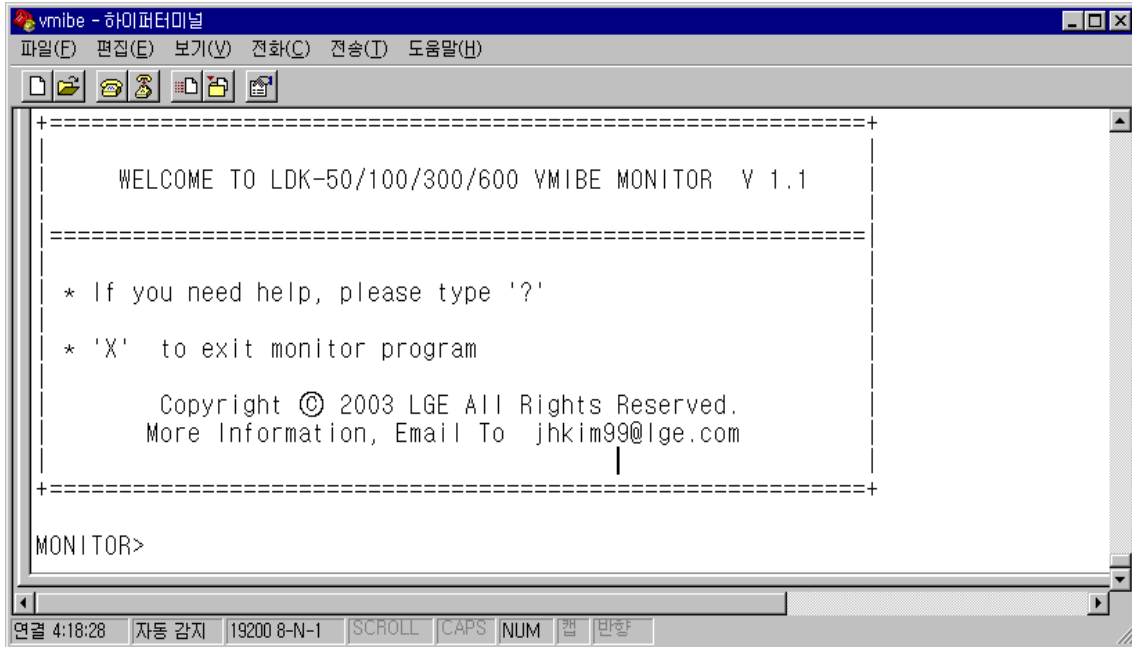 vmibe - 하이퍼터미널
파일(F) 편집(E) 보기(V) 전화(C) 전송(T) 도움말(H)
+===========================================================+
WELCOME TO LDK-50/100/300/600 VMIBE MONITOR V 1.1
===========================================================
* If you need help, please type '?'
* 'X' to exit monitor program
Copyright ⓒ 2003 LGE All Rights Reserved.
More Information, Email To jhkim99@lge.com
+===========================================================+
MONITOR>
연결 4:18:28 자동 감지 19200 8-N-1 SCROLL CAPS NUM 캡 반향